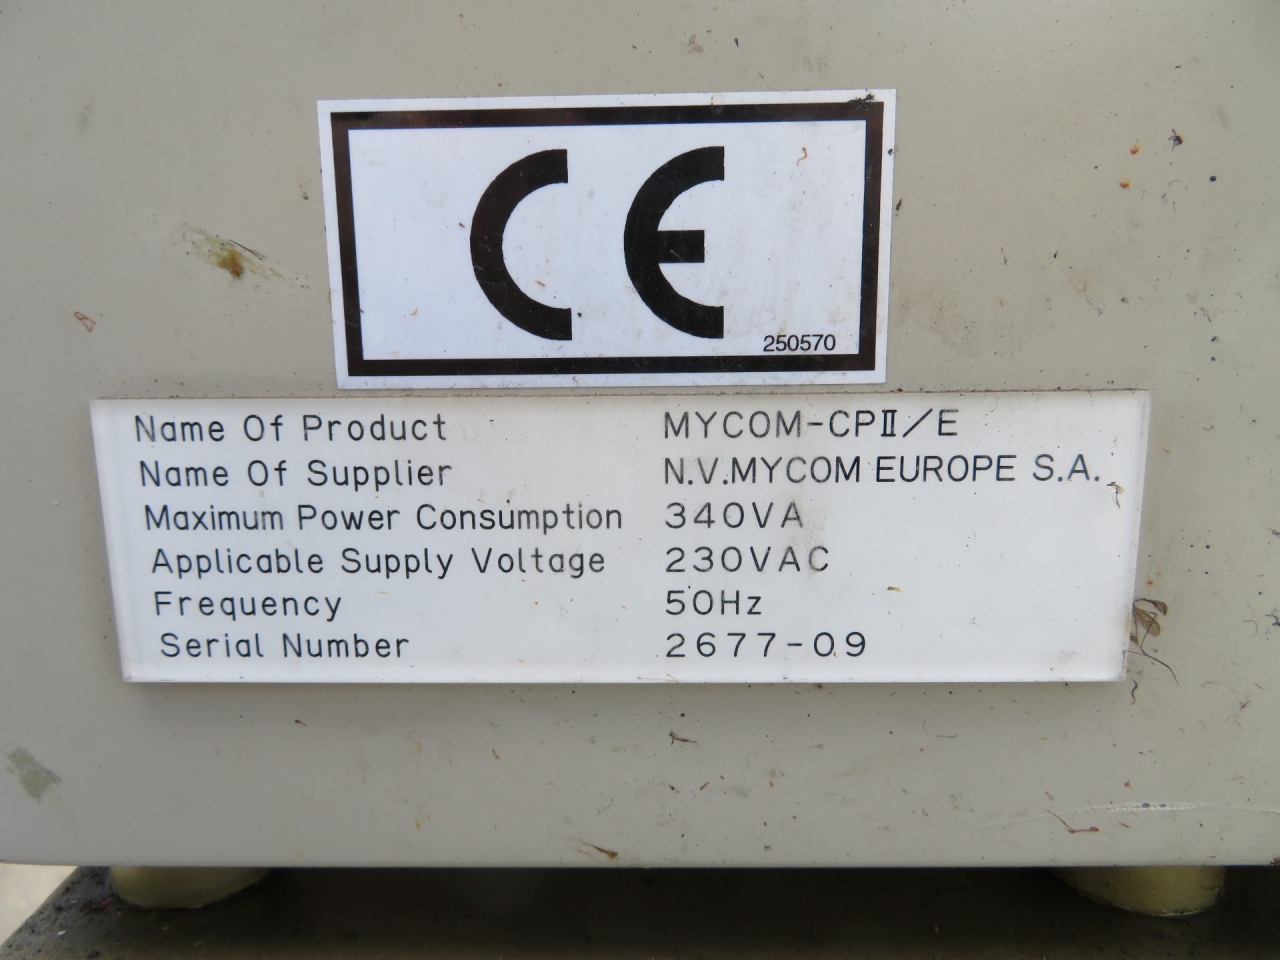 CE
250570
Name Of Product MYCOM-CPⅡ/E
Name Of Supplier N.V.MYCOM EUROPE S.A.
Maximum Power Consumption 340VA
Applicable Supply Voltage 230VAC
Frequency 50Hz
Serial Number 2677-09